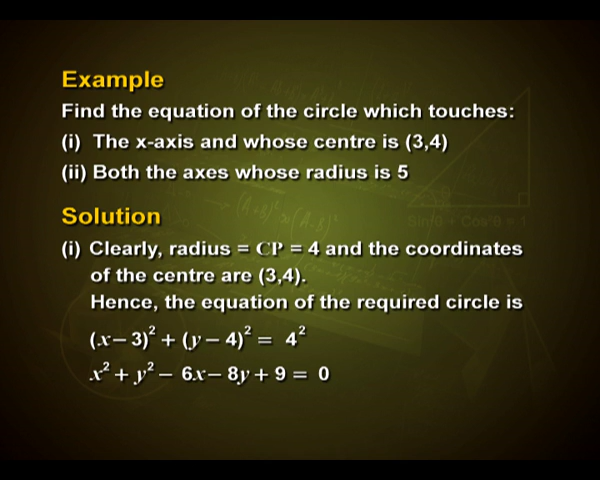 Example
Find the equation of the circle which touches:
(i) The x-axis and whose centre is (3,4)
(ii) Both the axes whose radius is 5
Solution
(i) Clearly, radius = CP = 4 and the coordinates
of the centre are (3,4).
Hence, the equation of the required circle is
(x – 3)² + (y – 4)² = 4²
x² + y² – 6x – 8y + 9 = 0